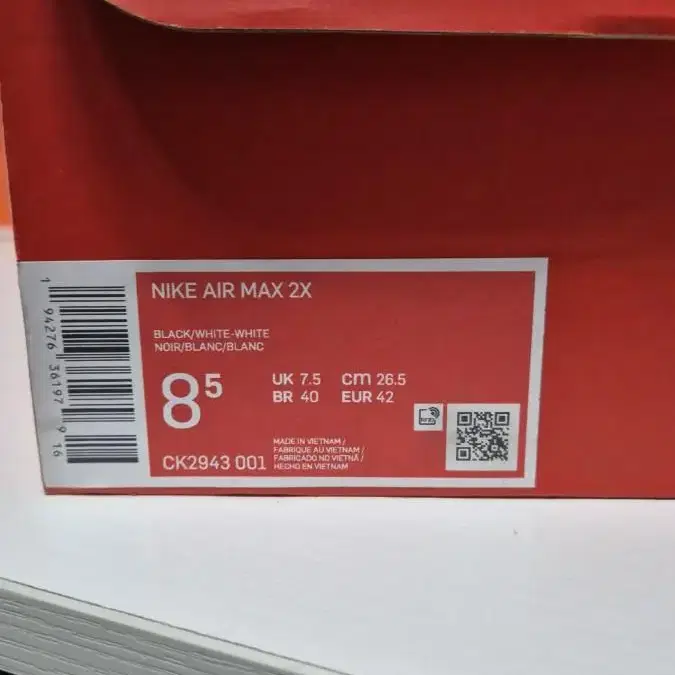 NIKE AIR MAX 2X
BLACK/WHITE-WHITE
NOIR/BLANC/BLANC
8⁵
UK 7.5 cm 26.5
BR 40 EUR 42
CK2943 001
MADE IN VIETNAM /
FABRIQUE AU VIETNAM /
FABRICADO NO VIETNÃ /
HECHO EN VIETNAM
1 94276 36197 9 16